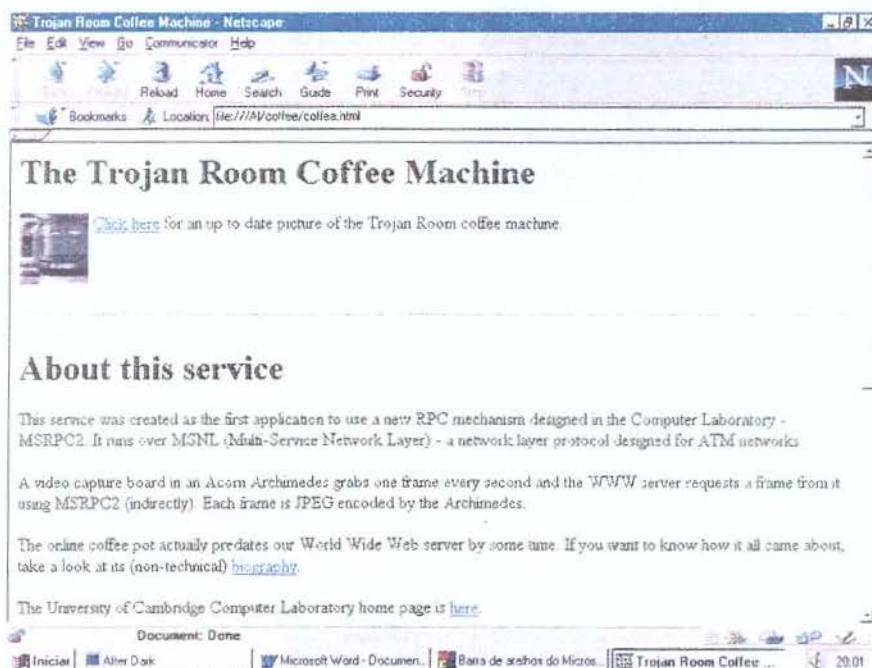 Trojan Room Coffee Machine - Netscape
File Edit View Go Communicator Help
Reload Home Search Guide Print Security
N
Bookmarks Location: file:///A|/coffee/coffee.html
The Trojan Room Coffee Machine
Click here for an up to date picture of the Trojan Room coffee machine.
About this service
This service was created as the first application to use a new RPC mechanism designed in the Computer Laboratory -
MSRPC2. It runs over MSNL (Multi-Service Network Layer) - a network layer protocol designed for ATM networks.
A video capture board in an Acorn Archimedes grabs one frame every second and the WWW server requests a frame from it
using MSRPC2 (indirectly). Each frame is JPEG encoded by the Archimedes.
The online coffee pot actually predates our World Wide Web server by some time. If you want to know how it all came about,
take a look at its (non-technical) biography.
The University of Cambridge Computer Laboratory home page is here.
Document: Done
Iniciar After Dark Microsoft Word - Documen... Barra de atalhos do Micros... Trojan Room Coffee ... 20:01